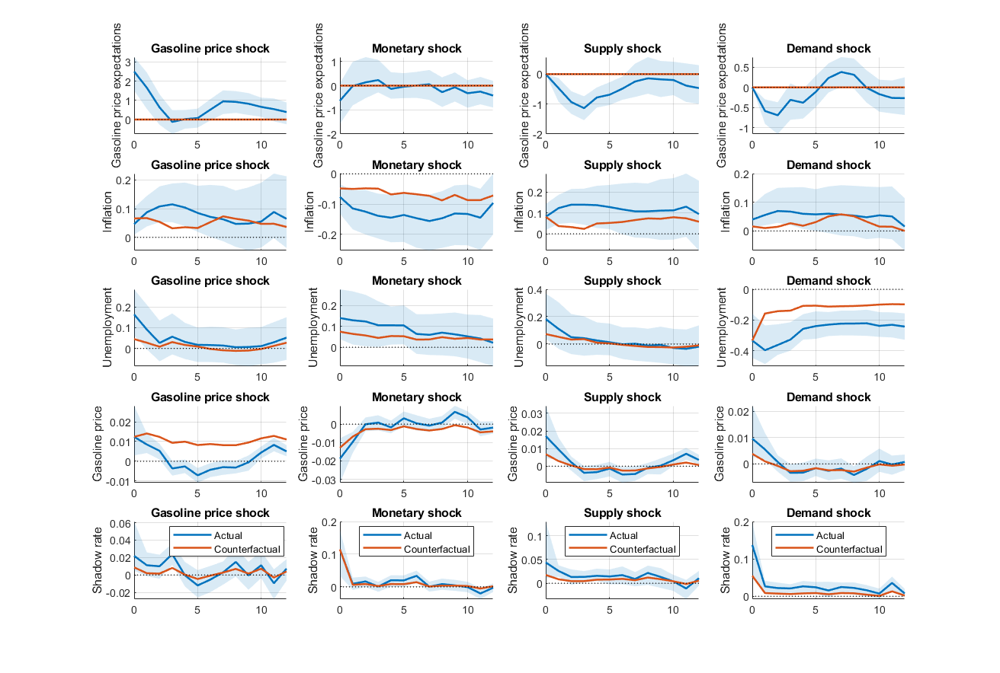 Gasoline price shock
Monetary shock
Supply shock
Demand shock
Gasoline price expectations
3
2
1
0
0
5
10
Gasoline price expectations
1
0
-1
-2
0
5
10
Gasoline price expectations
0
-1
-2
0
5
10
Gasoline price expectations
0.5
0
-0.5
-1
0
5
10
Gasoline price shock
Monetary shock
Supply shock
Demand shock
Inflation
0.2
0.1
0
0
5
10
Inflation
0
-0.1
-0.2
0
5
10
Inflation
0.2
0.1
0
0
5
10
Inflation
0.2
0.1
0
0
5
10
Gasoline price shock
Monetary shock
Supply shock
Demand shock
Unemployment
0.2
0.1
0
0
5
10
Unemployment
0.2
0.1
0
0
5
10
Unemployment
0.4
0.2
0
0
5
10
Unemployment
0
-0.2
-0.4
0
5
10
Gasoline price shock
Monetary shock
Supply shock
Demand shock
Gasoline price
0.02
0.01
0
-0.01
0
5
10
Gasoline price
0
-0.01
-0.02
-0.03
0
5
10
Gasoline price
0.03
0.02
0.01
0
0
5
10
Gasoline price
0.02
0.01
0
0
5
10
Gasoline price shock
Monetary shock
Supply shock
Demand shock
Shadow rate
0.06
0.04
0.02
0
-0.02
Actual
Counterfactual
0
5
10
Shadow rate
0.2
0.1
0
Actual
Counterfactual
0
5
10
Shadow rate
0.1
0.05
0
Actual
Counterfactual
0
5
10
Shadow rate
0.2
0.1
0
Actual
Counterfactual
0
5
10